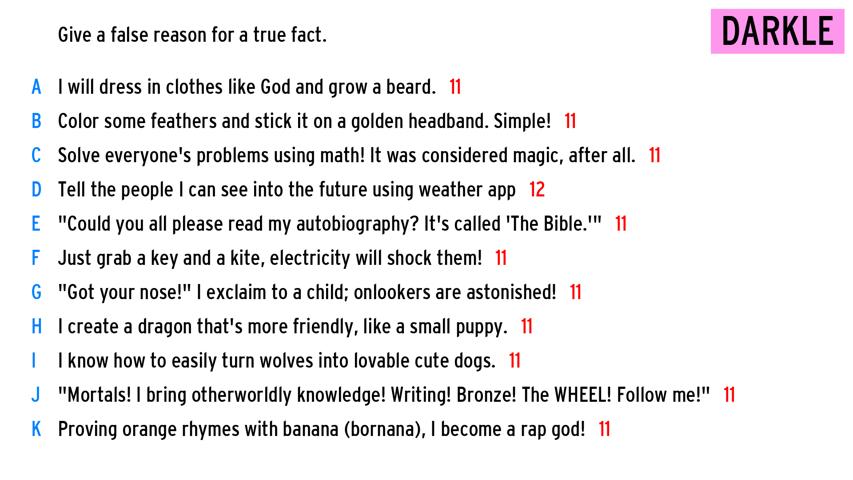 Give a false reason for a true fact.
DARKLE
A I will dress in clothes like God and grow a beard. 11
B Color some feathers and stick it on a golden headband. Simple! 11
C Solve everyone's problems using math! It was considered magic, after all. 11
D Tell the people I can see into the future using weather app 12
E "Could you all please read my autobiography? It's called 'The Bible.'" 11
F Just grab a key and a kite, electricity will shock them! 11
G "Got your nose!" I exclaim to a child; onlookers are astonished! 11
H I create a dragon that's more friendly, like a small puppy. 11
I I know how to easily turn wolves into lovable cute dogs. 11
J "Mortals! I bring otherworldly knowledge! Writing! Bronze! The WHEEL! Follow me!" 11
K Proving orange rhymes with banana (bornana), I become a rap god! 11